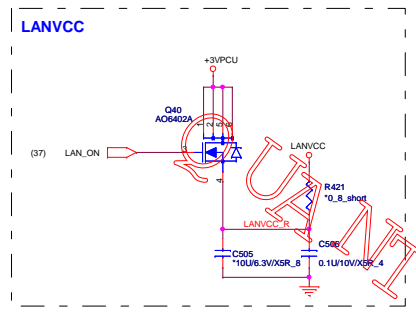 LANVCC
+3VPCU
Q40
AO6402A
1
2
5
6
(37) LAN_ON
3
4
LANVCC
R421
*0_8_short
LANVCC_R
C505
*10U/6.3V/X5R_8
C506
0.1U/10V/X5R_4